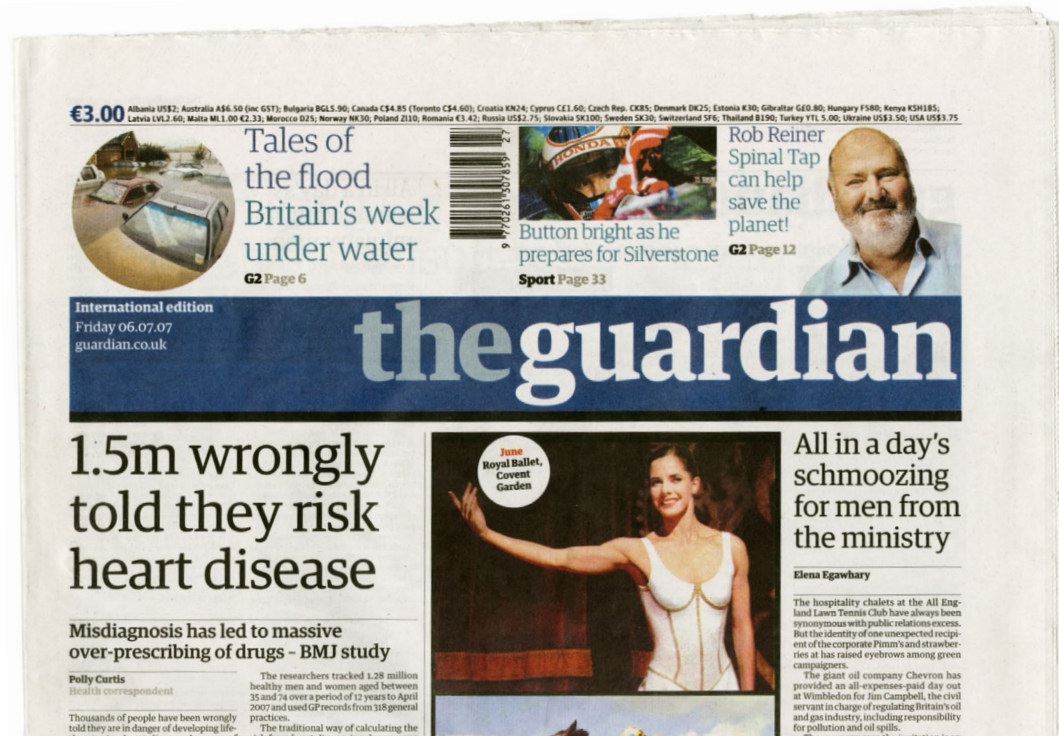 €3.00 Albania US$2; Australia A$6.50 (inc GST); Bulgaria BGL5.90; Canada C$4.85 (Toronto C$4.60); Croatia KN24; Cyprus C£1.60; Czech Rep. CK85; Denmark DK25; Estonia K30; Gibraltar G£0.80; Hungary F580; Kenya KSH185;
Latvia LVL2.60; Malta ML1.00 €2.33; Morocco D25; Norway NK30; Poland Zl10; Romania €3.42; Russia US$2.75; Slovakia SK100; Sweden SK30; Switzerland SF6; Thailand B190; Turkey YTL 5.00; Ukraine US$3.50; USA US$3.75
Tales of
the flood
Britain's week
under water
G2 Page 6
9 770261 307859
27
HONDA
Button bright as he
prepares for Silverstone
Sport Page 33
Rob Reiner
Spinal Tap
can help
save the
planet!
G2 Page 12
International edition
Friday 06.07.07
guardian.co.uk
theguardian
1.5m wrongly
told they risk
heart disease
Misdiagnosis has led to massive
over-prescribing of drugs – BMJ study
Polly Curtis
Health correspondent
Thousands of people have been wrongly
told they are in danger of developing life-
The researchers tracked 1.28 million
healthy men and women aged between
35 and 74 over a period of 12 years to April
2007 and used GP records from 318 general
practices.
The traditional way of calculating the
June
Royal Ballet,
Covent
Garden
All in a day's
schmoozing
for men from
the ministry
Elena Egawhary
The hospitality chalets at the All Eng-
land Lawn Tennis Club have always been
synonymous with public relations excess.
But the identity of one unexpected recipi-
ent of the corporate Pimm's and strawber-
ries at has raised eyebrows among green
campaigners.
The giant oil company Chevron has
provided an all-expenses-paid day out
at Wimbledon for Jim Campbell, the civil
servant in charge of regulating Britain's oil
and gas industry, including responsibility
for pollution and oil spills.